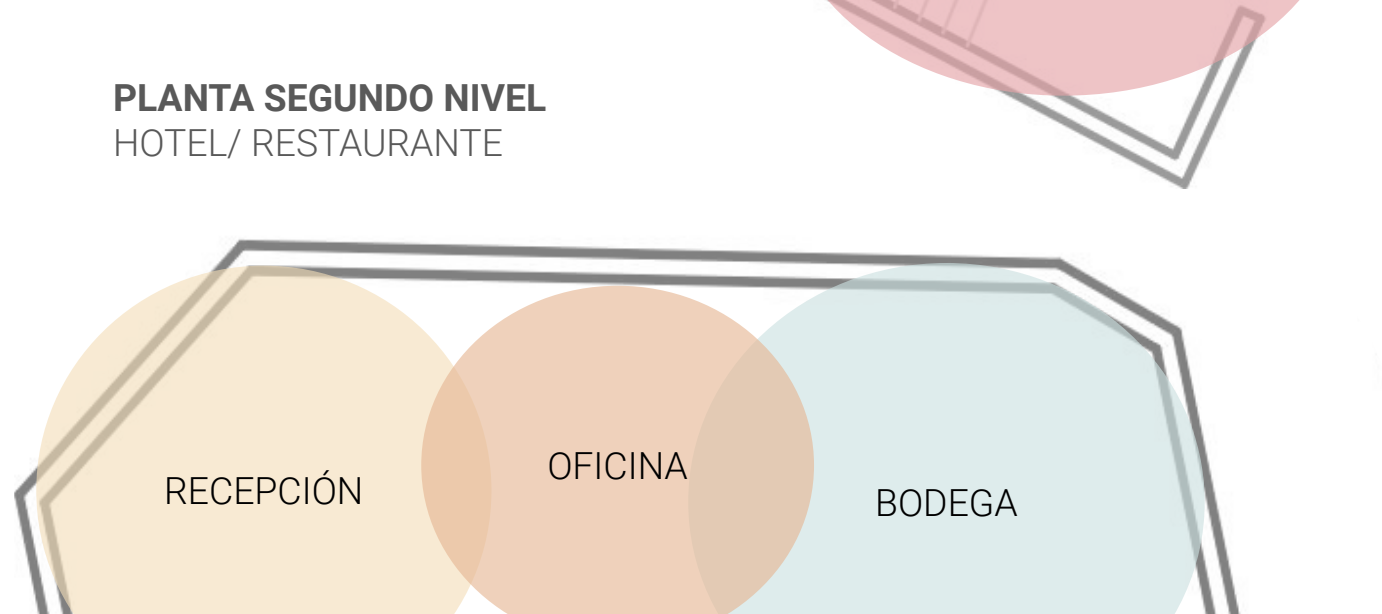 PLANTA SEGUNDO NIVEL
HOTEL/ RESTAURANTE
RECEPCIÓN
OFICINA
BODEGA